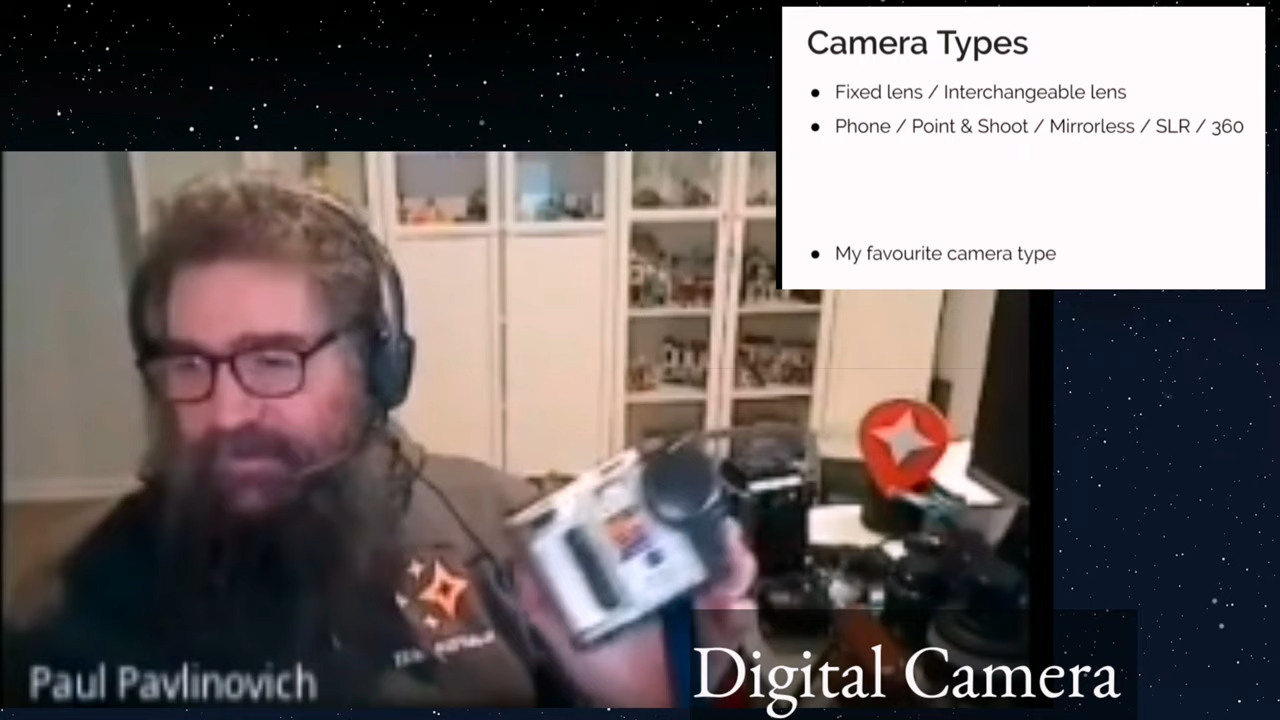 Camera Types
● Fixed lens / Interchangeable lens
● Phone / Point & Shoot / Mirrorless / SLR / 360
● My favourite camera type
Paul Pavlinovich
Digital Camera